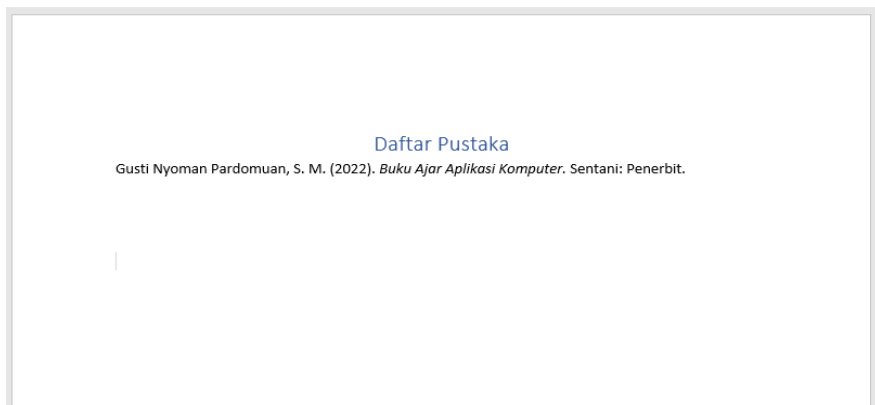 Daftar Pustaka
Gusti Nyoman Pardomuan, S. M. (2022). Buku Ajar Aplikasi Komputer. Sentani: Penerbit.